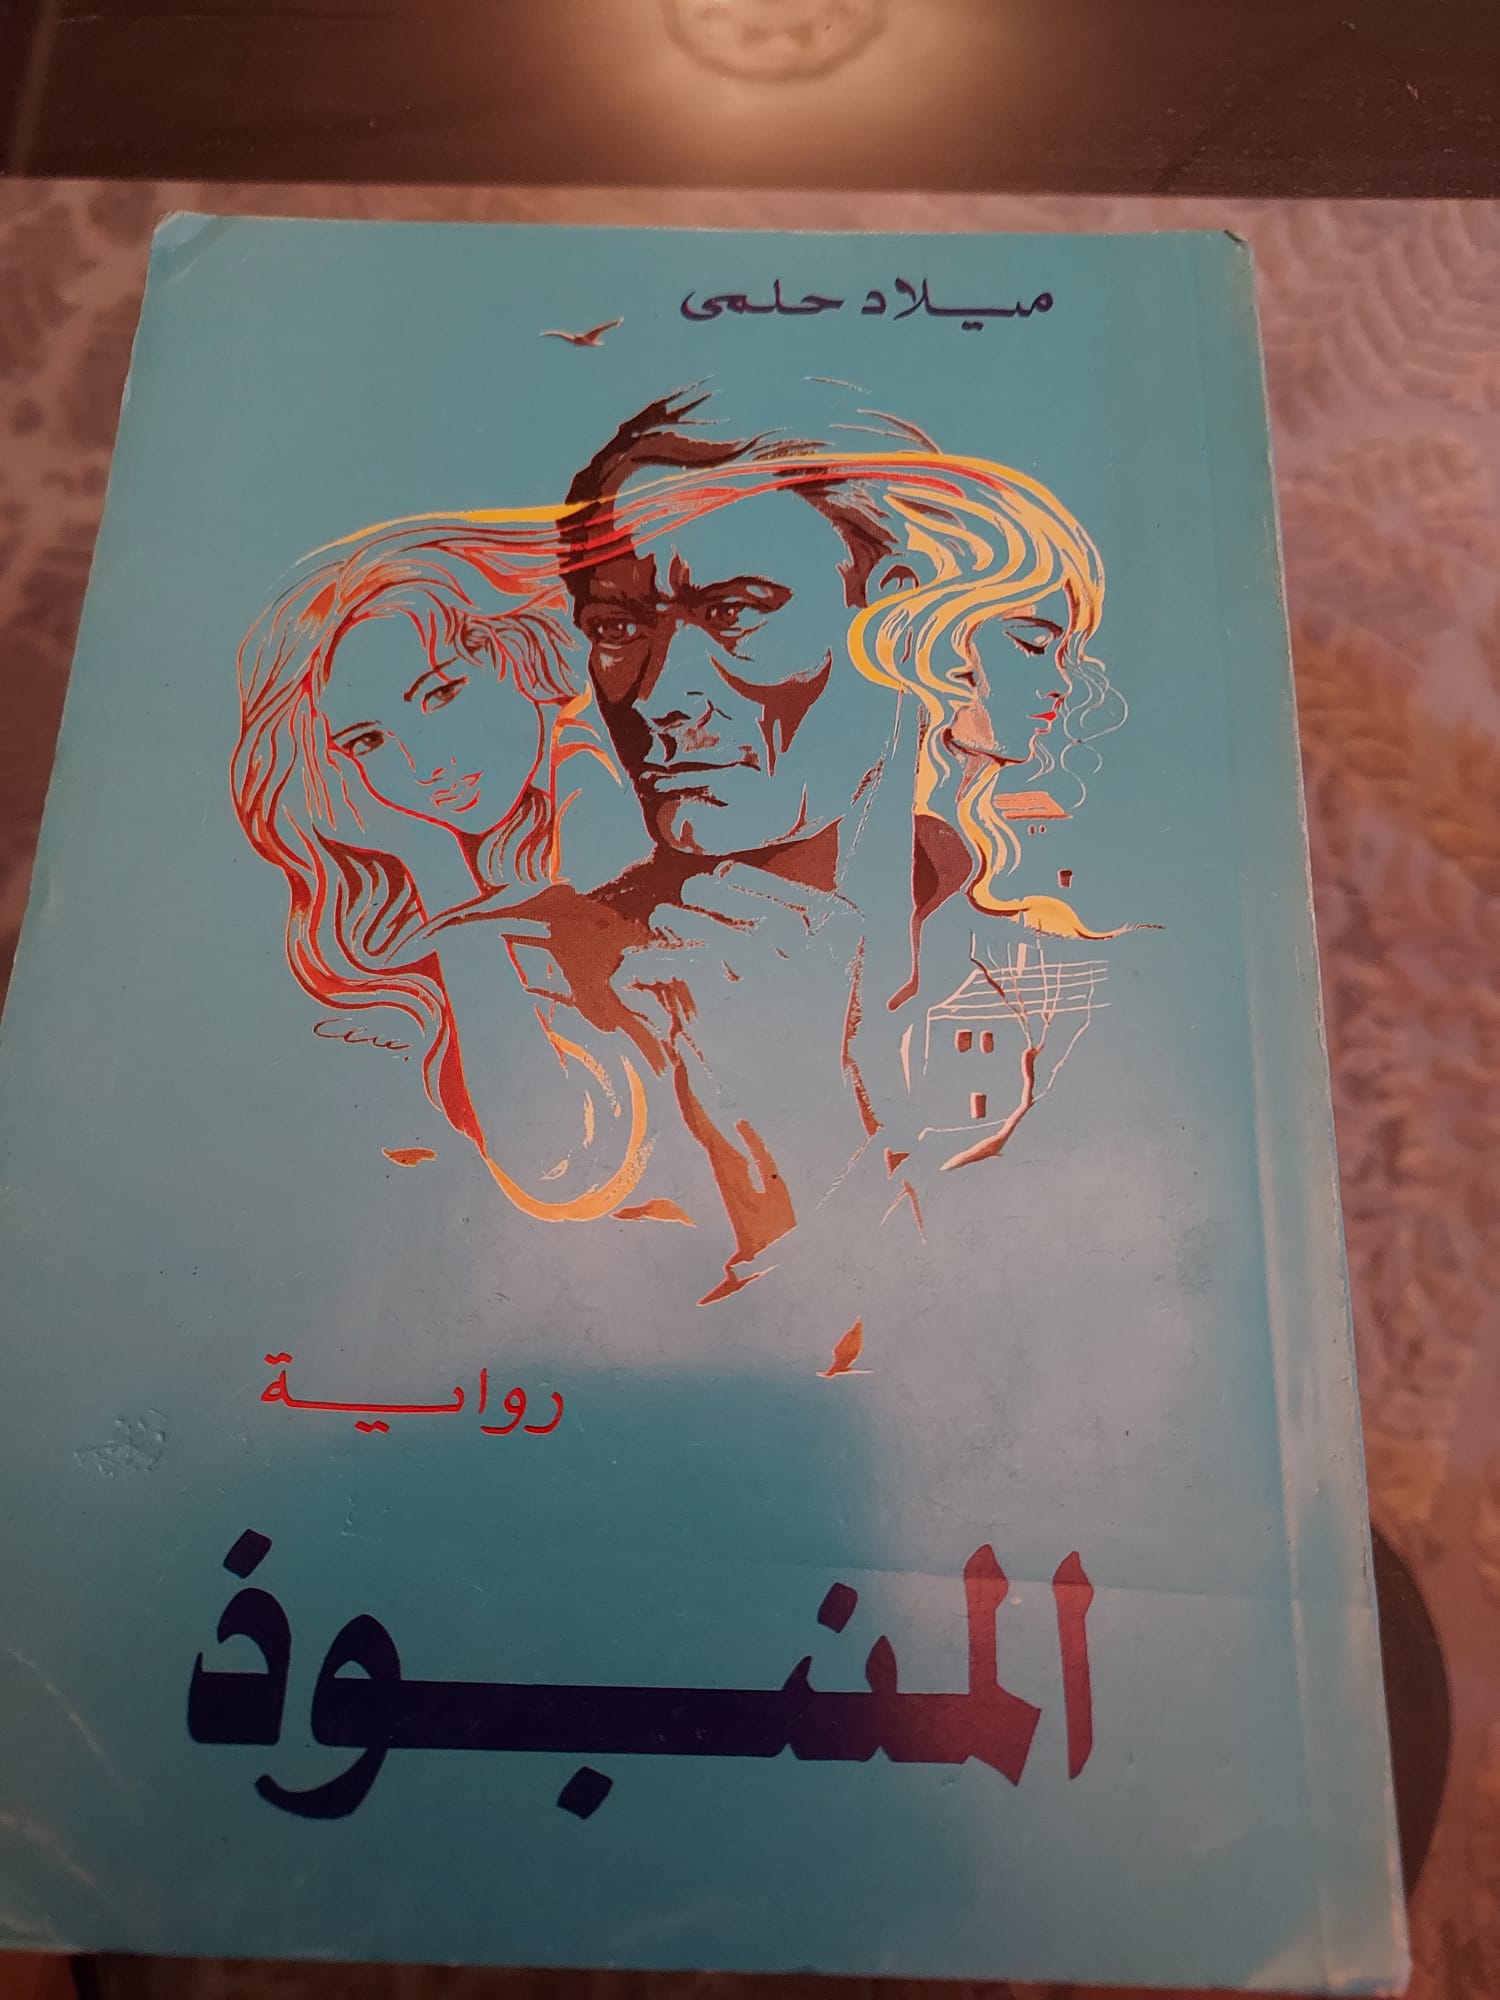 ميلاد حلمى
رواية
المنبوذ